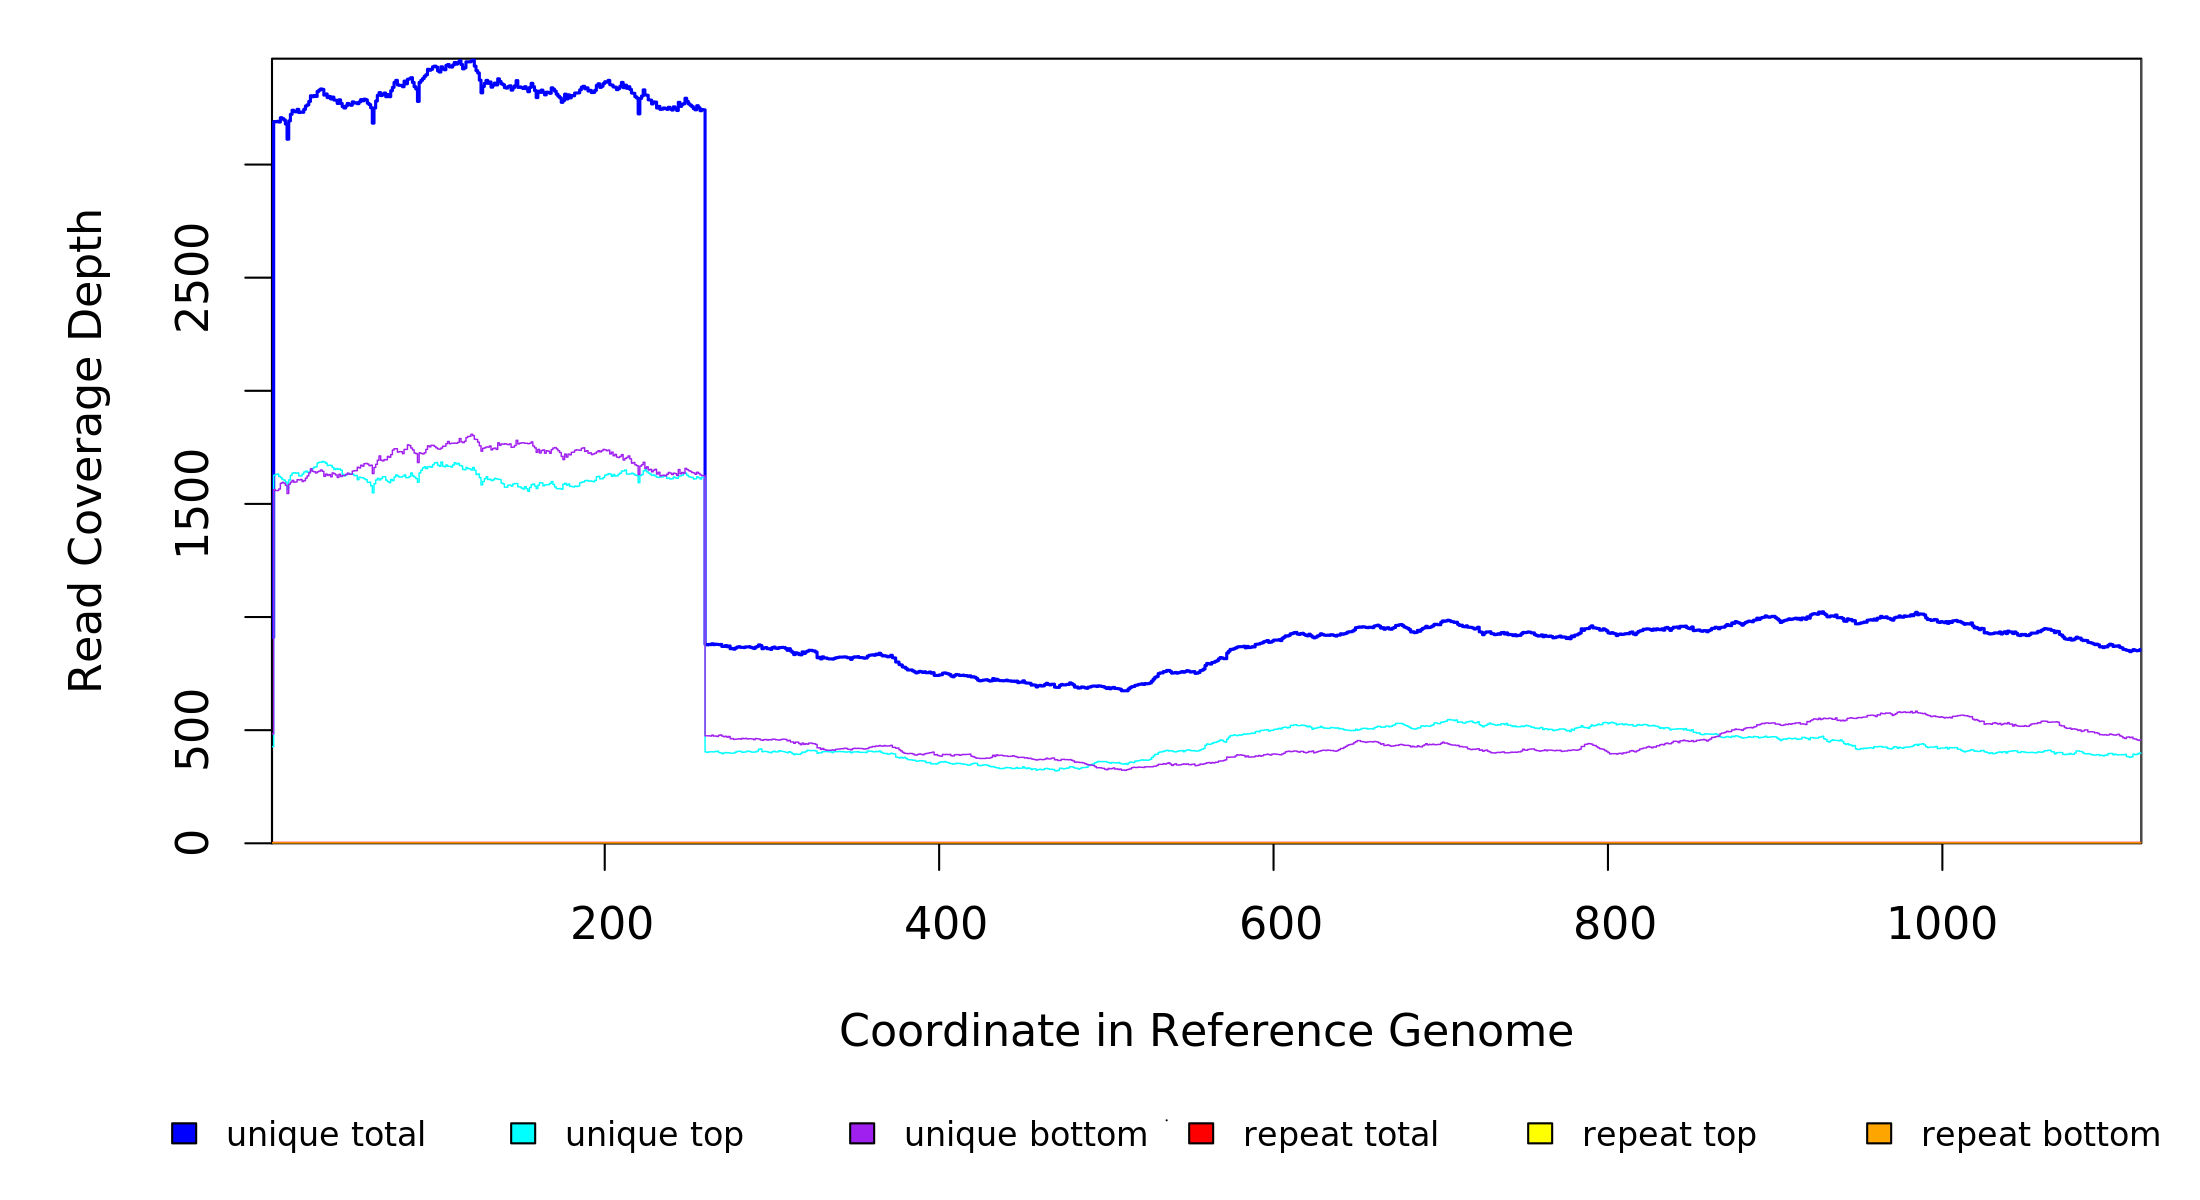 Read Coverage Depth
2500
1500
500
0
200 400 600 800 1000
Coordinate in Reference Genome
unique total unique top unique bottom repeat total repeat top repeat bottom